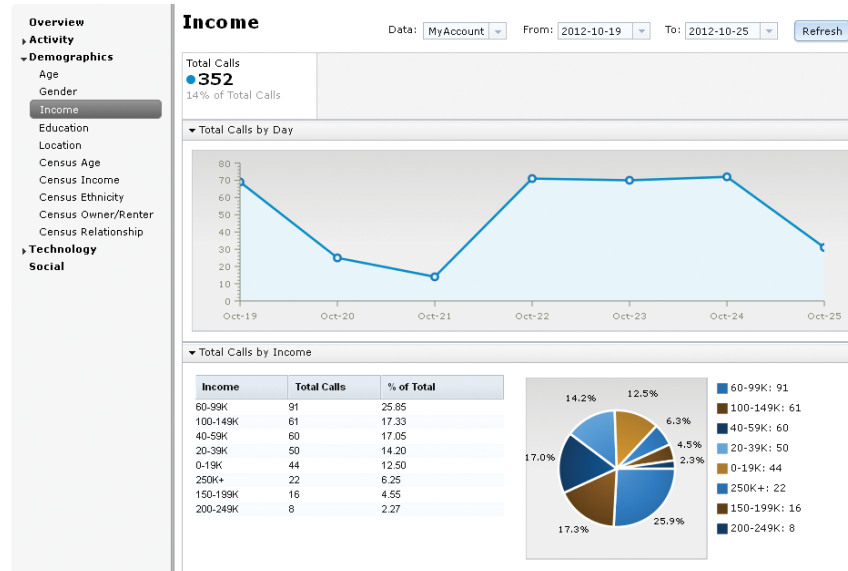 Overview
Activity
Demographics
Age
Gender
Income
Education
Location
Census Age
Census Income
Census Ethnicity
Census Owner/Renter
Census Relationship
Technology
Social
Income
Data: MyAccount From: 2012-10-19 To: 2012-10-25 Refresh
Total Calls
352
14% of Total Calls
Total Calls by Day
80
70
60
50
40
30
20
10
0
Oct-19 Oct-20 Oct-21 Oct-22 Oct-23 Oct-24 Oct-25
Total Calls by Income
Income Total Calls % of Total
60-99K 91 25.85
100-149K 61 17.33
40-59K 60 17.05
20-39K 50 14.20
0-19K 44 12.50
250K+ 22 6.25
150-199K 16 4.55
200-249K 8 2.27
14.2%
12.5%
6.3%
4.5%
2.3%
17.0%
25.9%
17.3%
60-99K: 91
100-149K: 61
40-59K: 60
20-39K: 50
0-19K: 44
250K+: 22
150-199K: 16
200-249K: 8